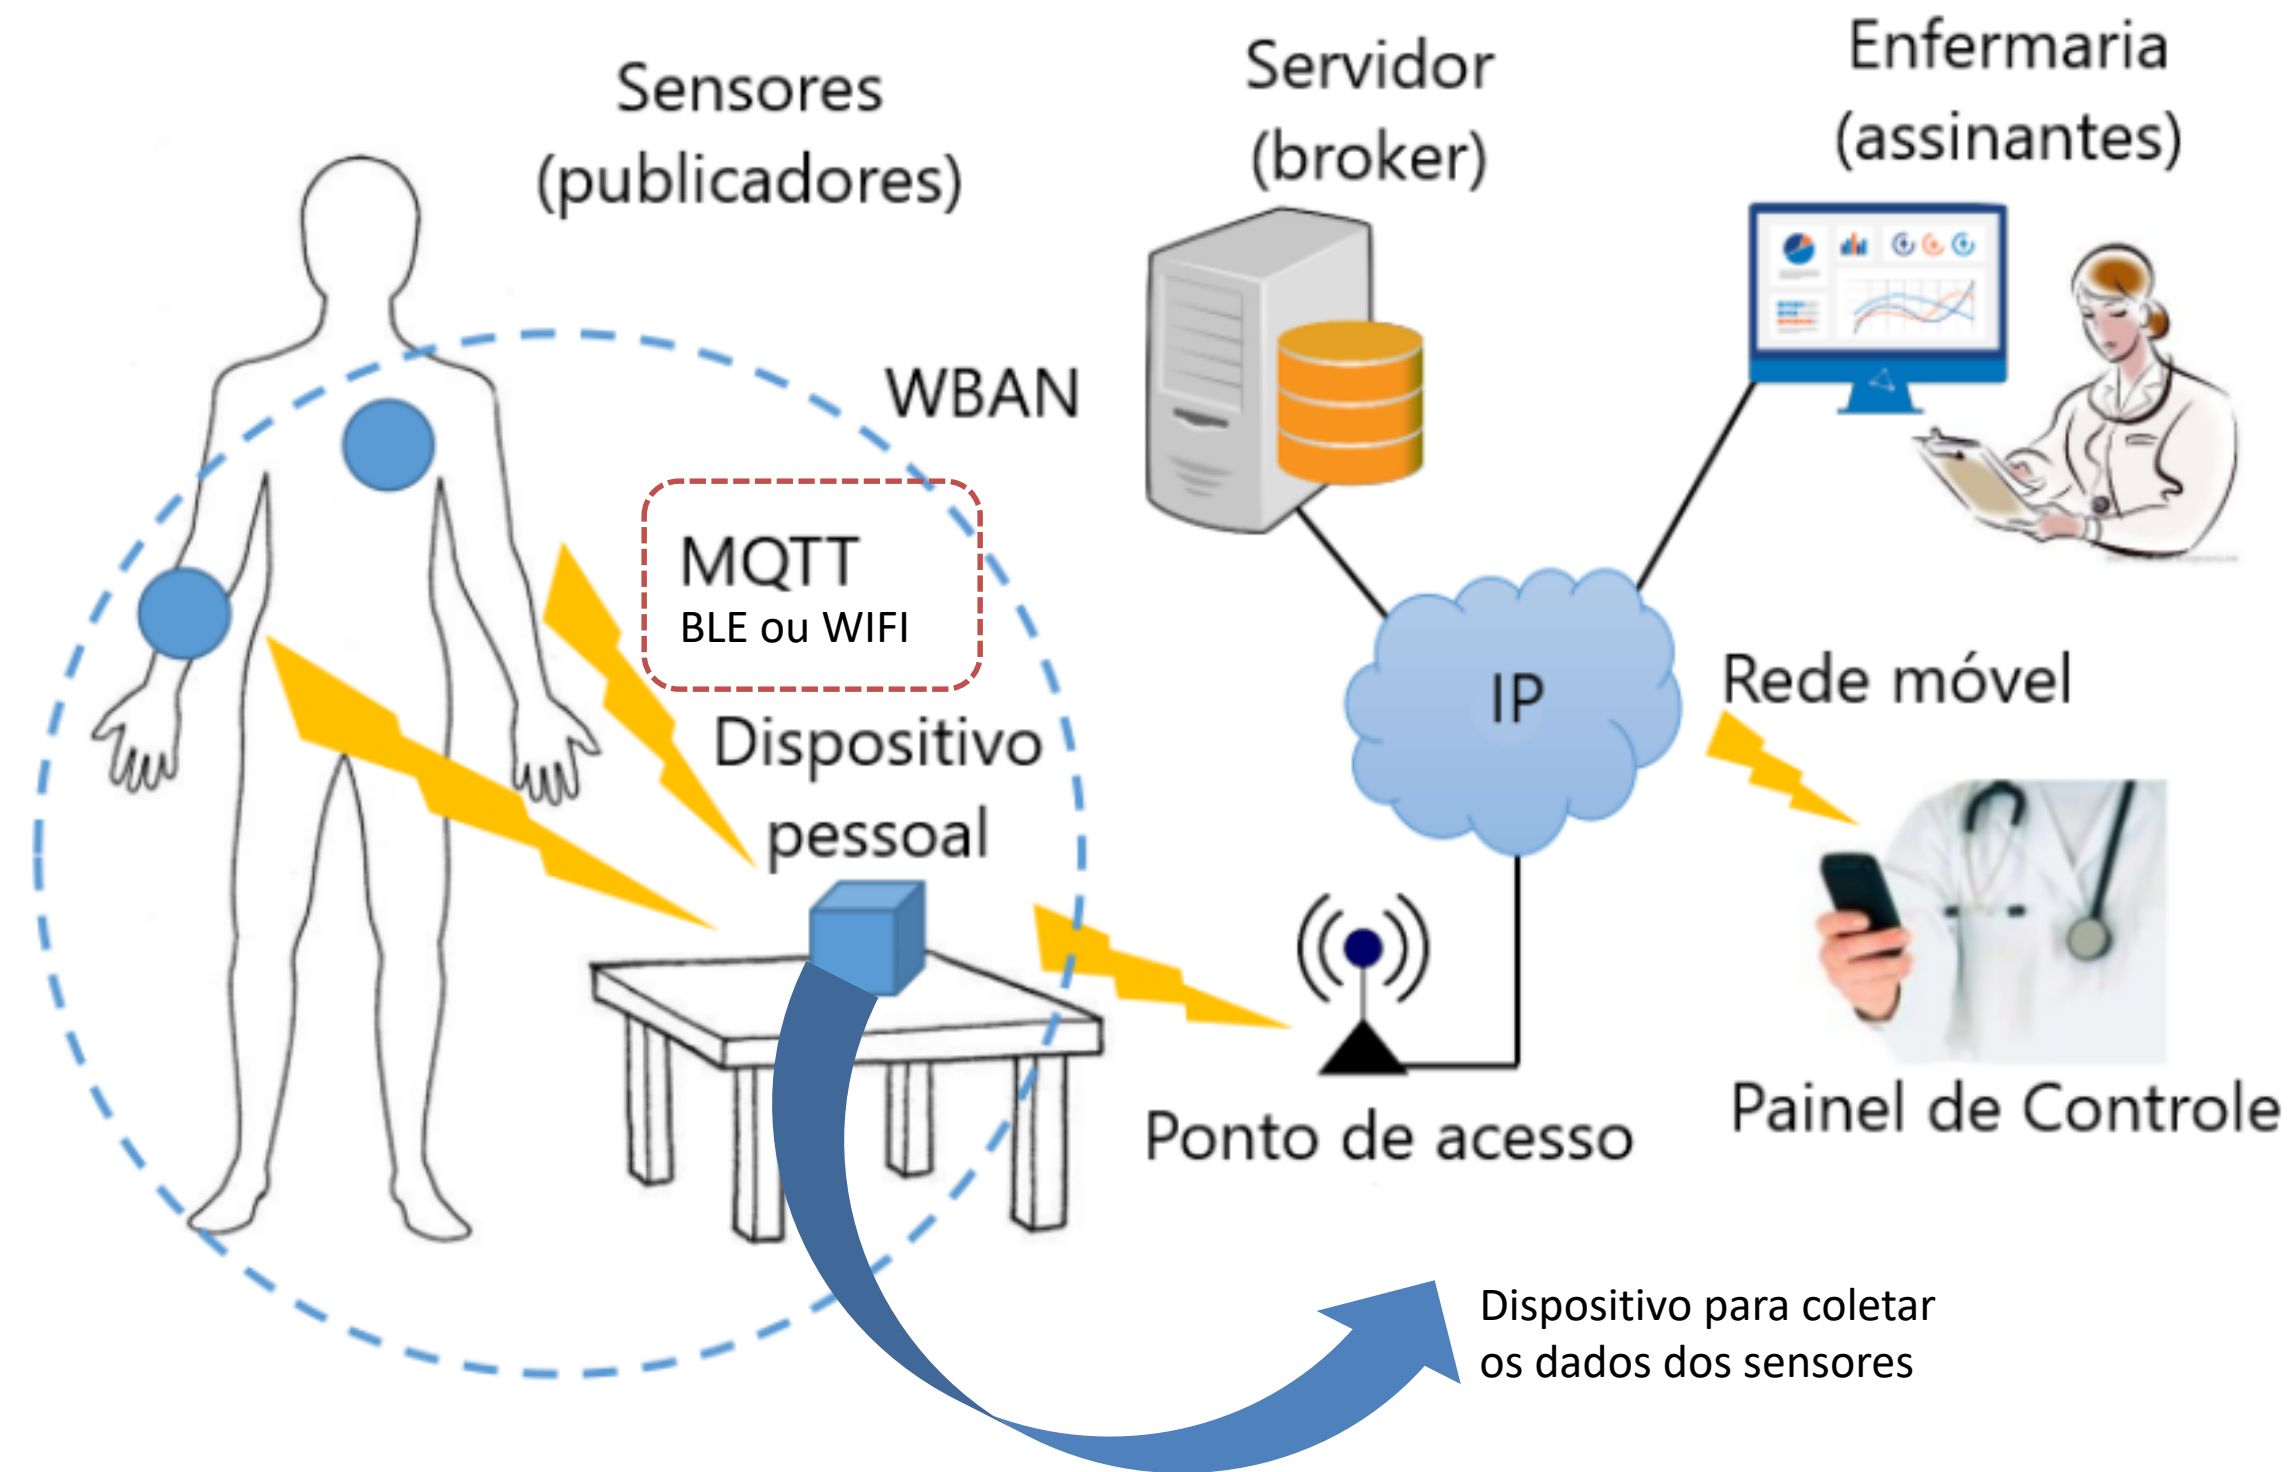 Sensores
(publicadores)
Servidor
(broker)
Enfermaria
(assinantes)
WBAN
MQTT
BLE ou WIFI
Dispositivo
pessoal
IP
Rede móvel
Ponto de acesso
Painel de Controle
Dispositivo para coletar
os dados dos sensores